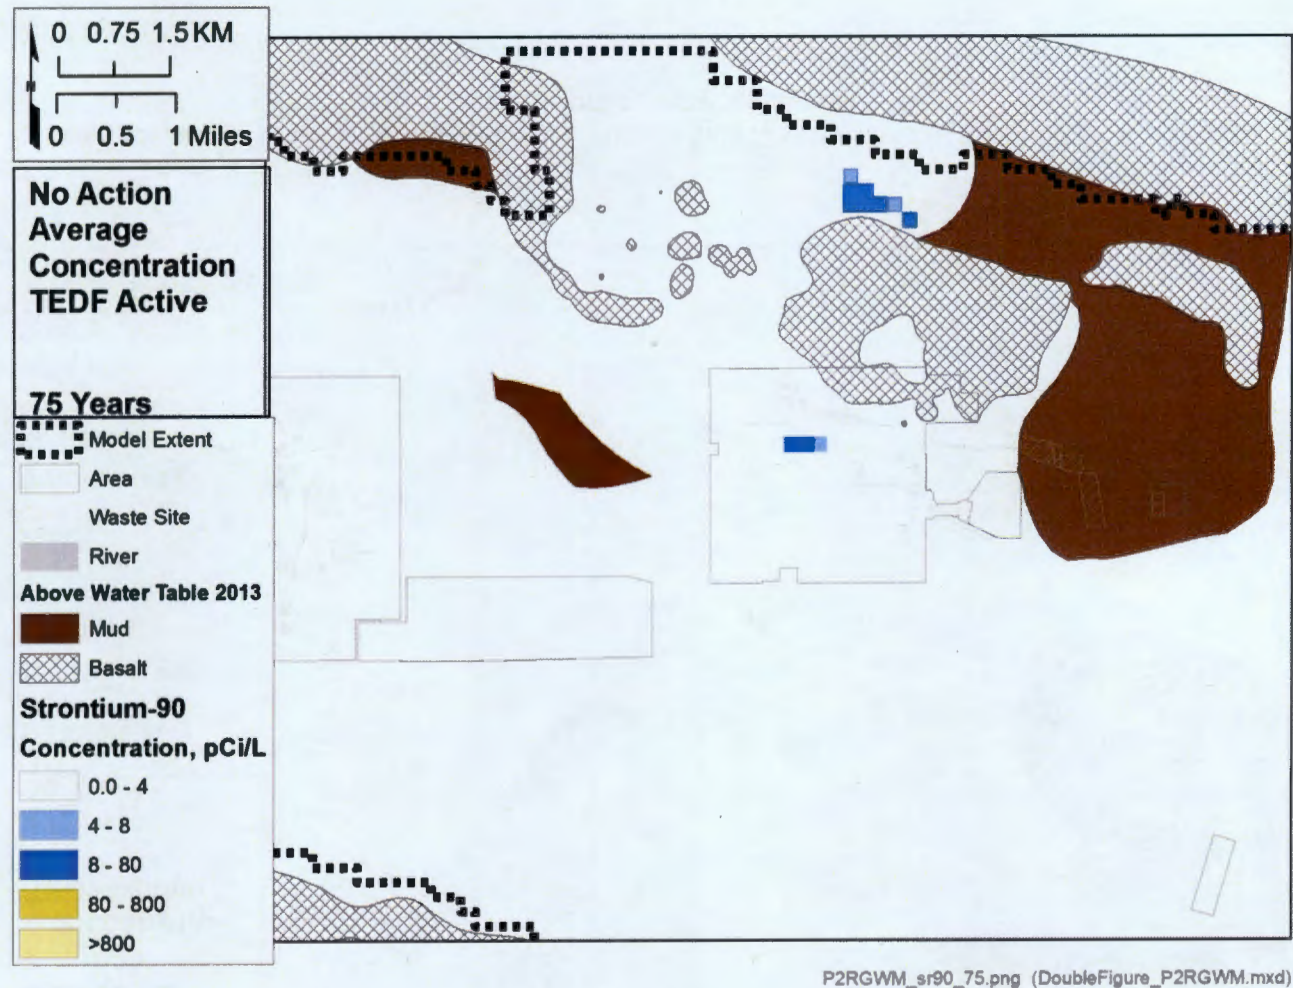 0 0.75 1.5 KM
0 0.5 1 Miles
No Action
Average
Concentration
TEDF Active
75 Years
Model Extent
Area
Waste Site
River
Above Water Table 2013
Mud
Basalt
Strontium-90
Concentration, pCi/L
0.0 - 4
4 - 8
8 - 80
80 - 800
>800
P2RGWM_sr90_75.png (DoubleFigure_P2RGWM.mxd)